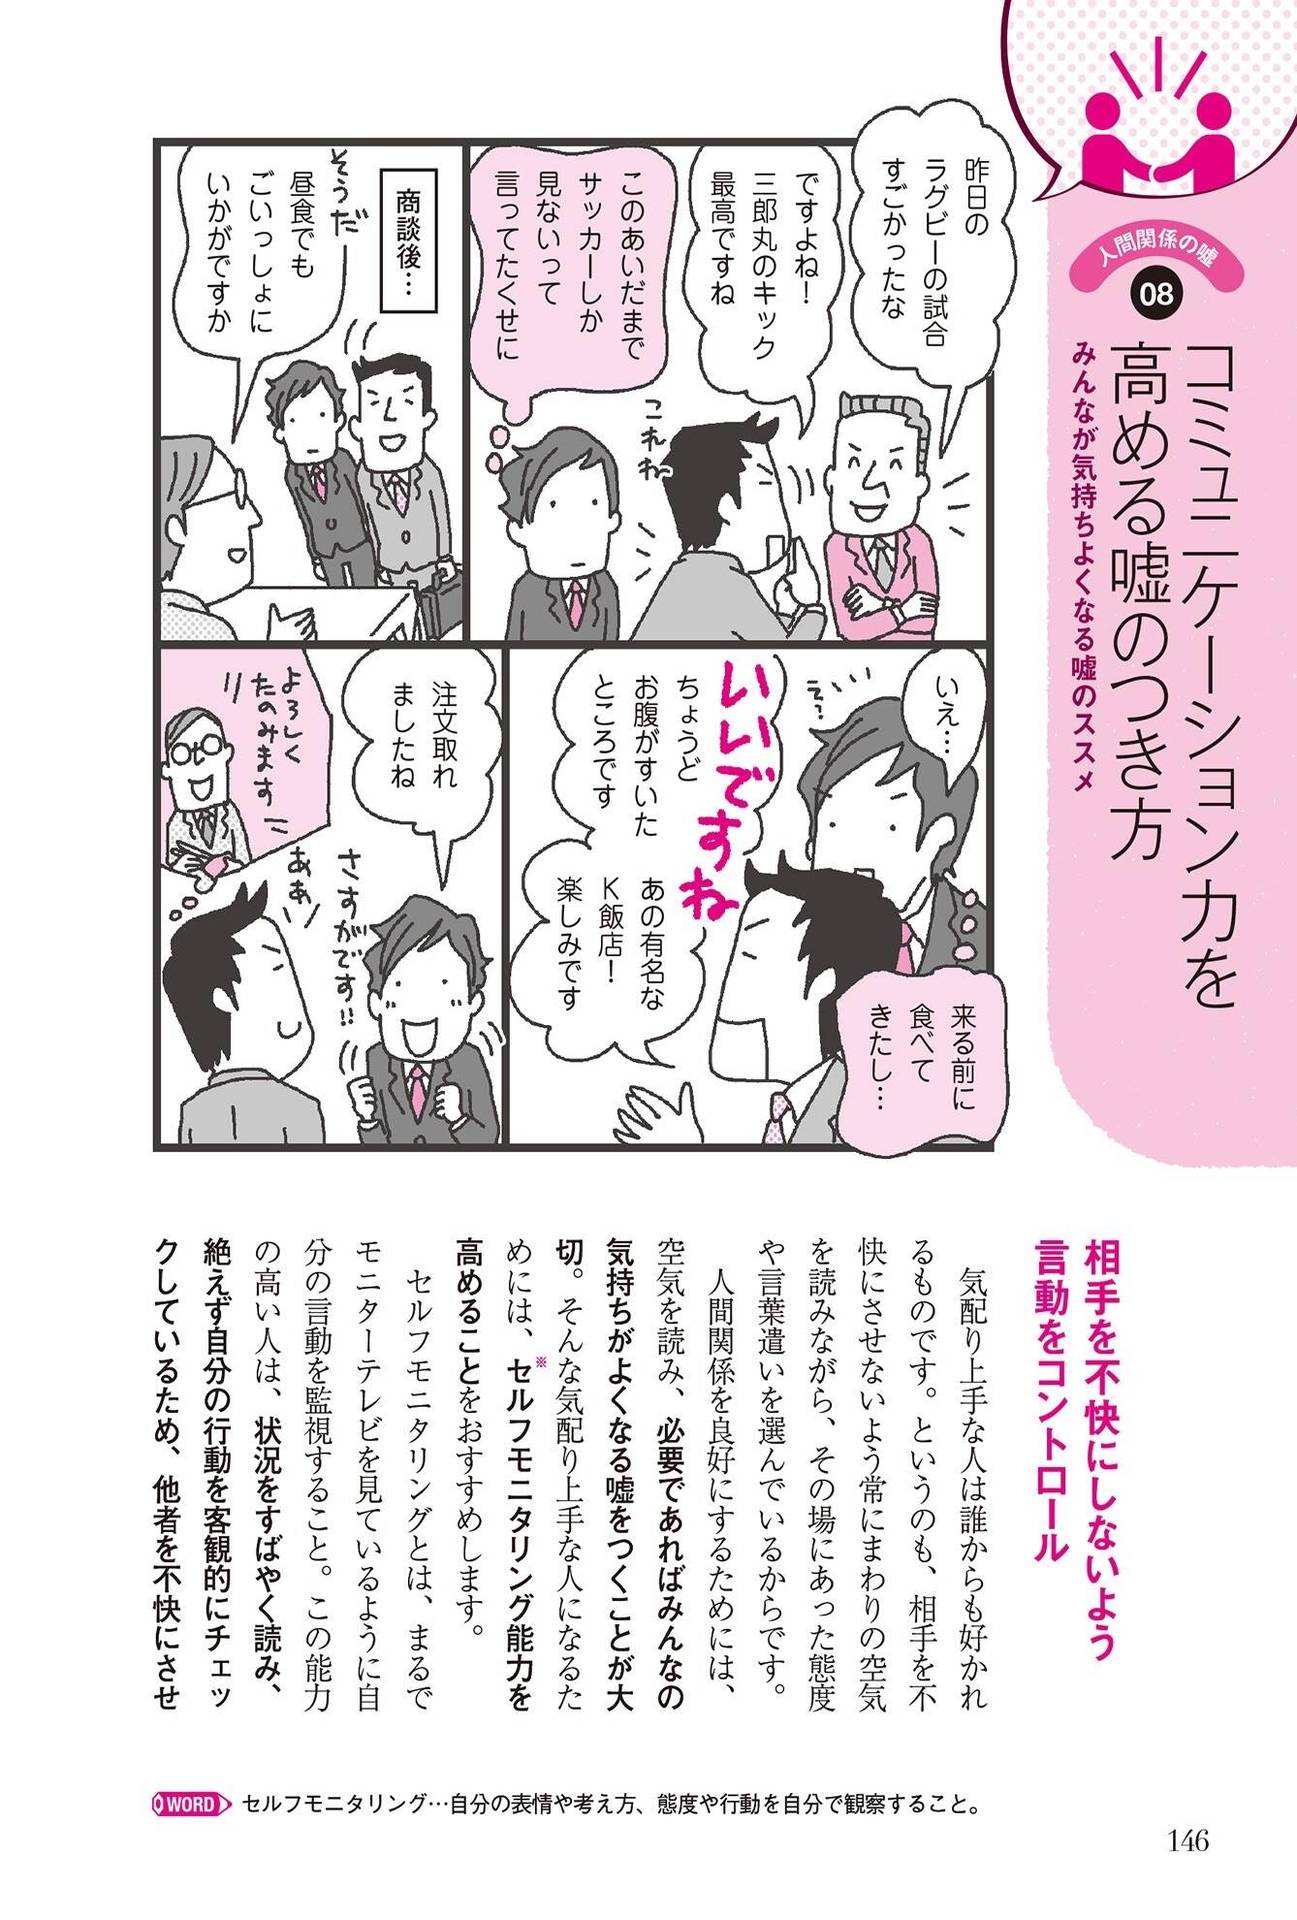 人間関係の嘘
08
コミュニケーション力を
高める嘘のつき方
みんなが気持ちよくなる嘘のススメ
昨日の
ラグビーの試合
すごかったな
ですよね！
三郎丸のキック
最高ですね
このあいだまで
サッカーしか
見ないって
言ってたくせに
これね〜
商談後…
そうだ
昼食でも
ごいっしょに
いかがですか
いえ…
え？
来る前に
食べて
きたし…
いいですね
ちょうど
お腹がすいた
ところです
あの有名な
K飯店！
楽しみです
注文取れ
ましたね
さすがです!!
ああ
よろしく
たのみます
相手を不快にしないよう
言動をコントロール
気配り上手な人は誰からも好かれ
るものです。というのも、相手を不
快にさせないよう常にまわりの空気
を読みながら、その場にあった態度
や言葉遣いを選んでいるからです。
人間関係を良好にするためには、
空気を読み、必要であればみんなの
気持ちがよくなる嘘をつくことが大
切。そんな気配り上手な人になるた
めには、※セルフモニタリング能力を
高めることをおすすめします。
セルフモニタリングとは、まるで
モニターテレビを見ているように自
分の言動を監視すること。この能力
の高い人は、状況をすばやく読み、
絶えず自分の行動を客観的にチェッ
クしているため、他者を不快にさせ
WORD セルフモニタリング…自分の表情や考え方、態度や行動を自分で観察すること。
146